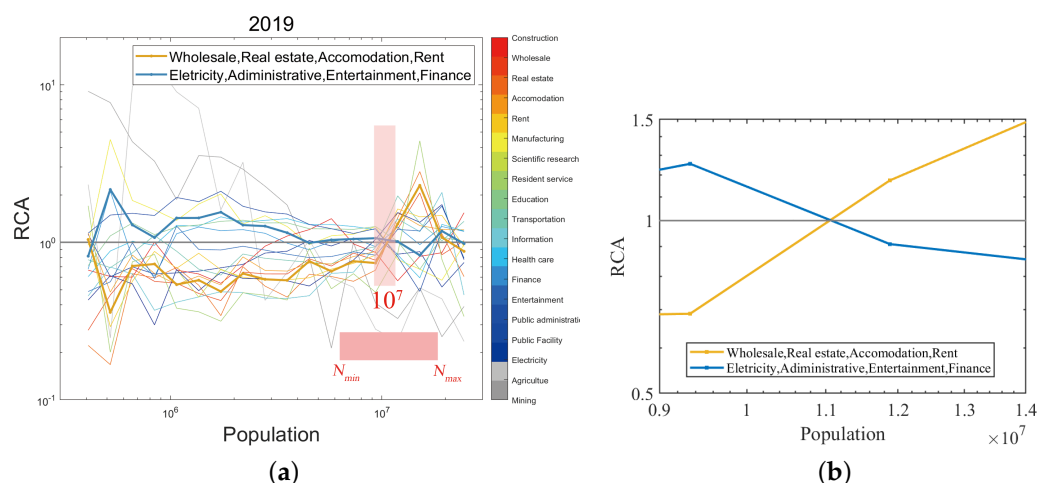 2019
Wholesale,Real estate,Accomodation,Rent
Eletricity,Adiministrative,Entertainment,Finance
RCA
10^1
10^0
10^-1
10^6
10^7
Population
10^7
N_min
N_max
Construction
Wholesale
Real estate
Accomodation
Rent
Manufacturing
Scientific research
Resident service
Education
Transportation
Information
Health care
Finance
Entertainment
Public administrati
Public Facility
Electricity
Agricultue
Mining
(a)
RCA
1.5
1
0.5
Wholesale,Real estate,Accomodation,Rent
Eletricity,Adiministrative,Entertainment,Finance
0.9 1 1.1 1.2 1.3 1.4
Population
×10^7
(b)